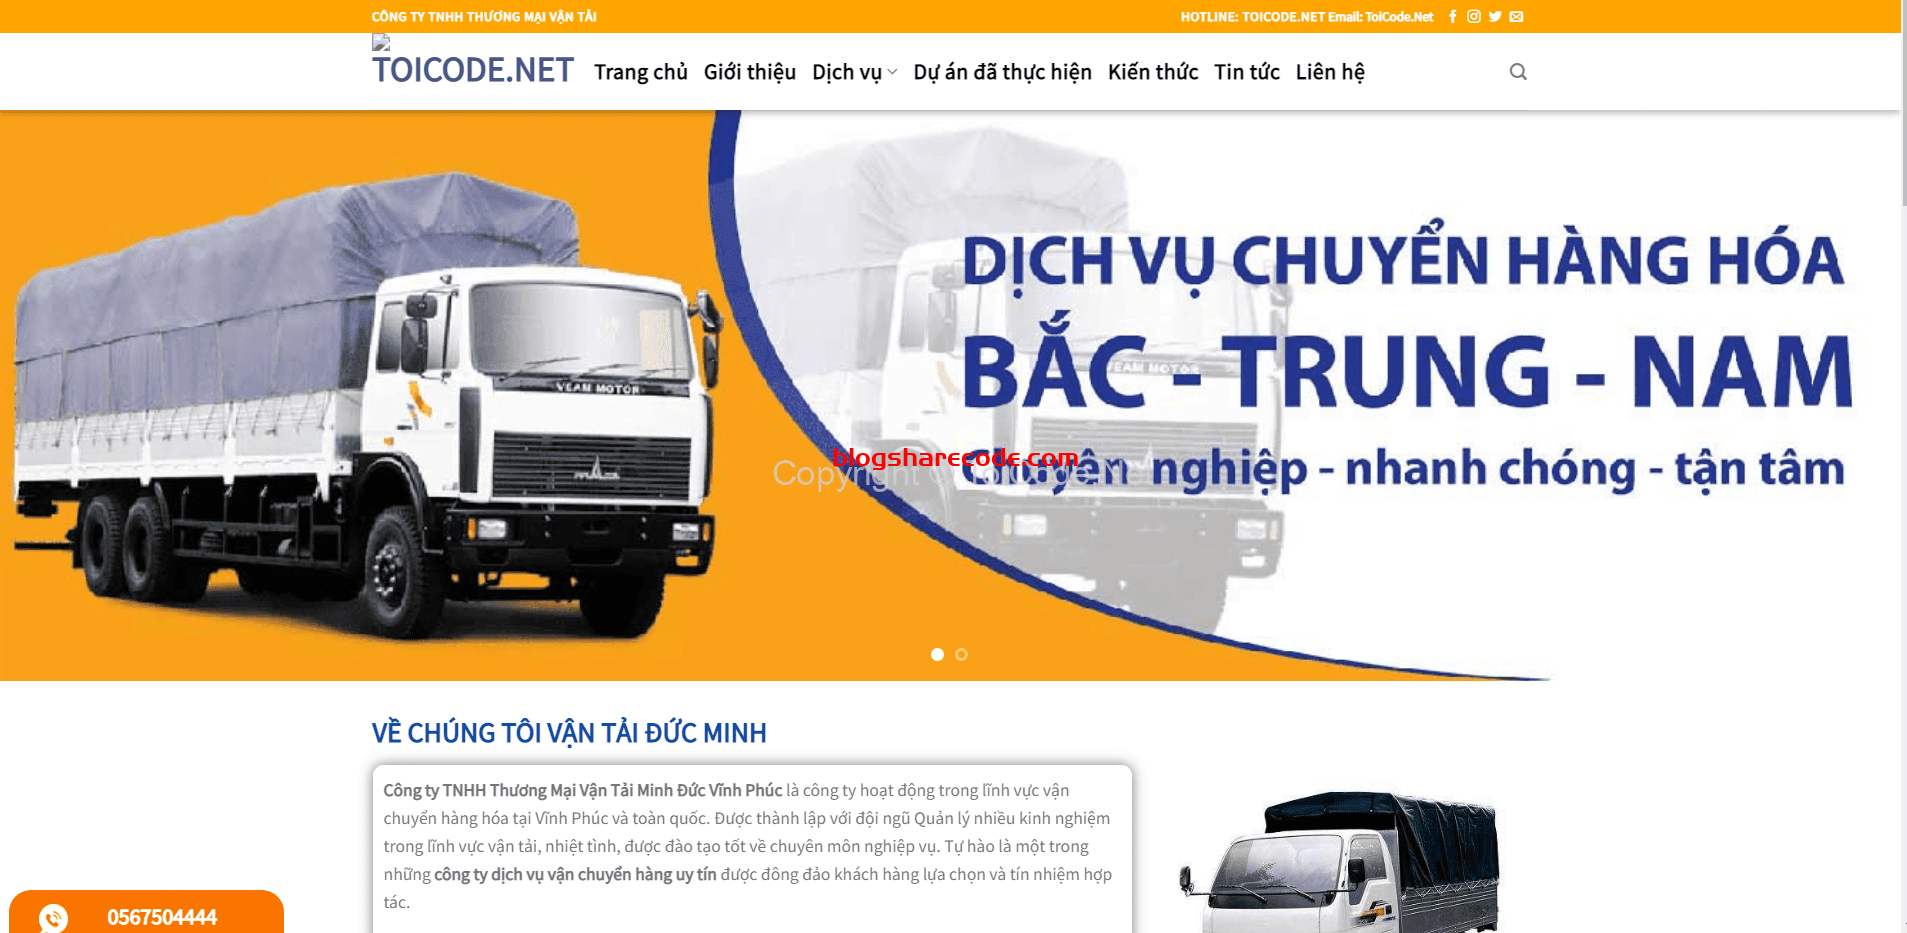 CÔNG TY TNHH THƯƠNG MẠI VẬN TẢI
HOTLINE: TOICODE.NET Email: ToiCode.Net
TOICODE.NET
Trang chủ Giới thiệu Dịch vụ Dự án đã thực hiện Kiến thức Tin tức Liên hệ
DỊCH VỤ CHUYỂN HÀNG HÓA
BẮC - TRUNG - NAM
nghiệp - nhanh chóng - tận tâm
blogsharecode.com
Copyright © ToiCode
VEAM MOTOR
VEAM MOTOR
VỀ CHÚNG TÔI VẬN TẢI ĐỨC MINH
Công ty TNHH Thương Mại Vận Tải Minh Đức Vĩnh Phúc là công ty hoạt động trong lĩnh vực vận
chuyển hàng hóa tại Vĩnh Phúc và toàn quốc. Được thành lập với đội ngũ Quản lý nhiều kinh nghiệm
trong lĩnh vực vận tải, nhiệt tình, được đào tạo tốt về chuyên môn nghiệp vụ. Tự hào là một trong
những công ty dịch vụ vận chuyển hàng uy tín được đông đảo khách hàng lựa chọn và tín nhiệm hợp
tác.
0567504444